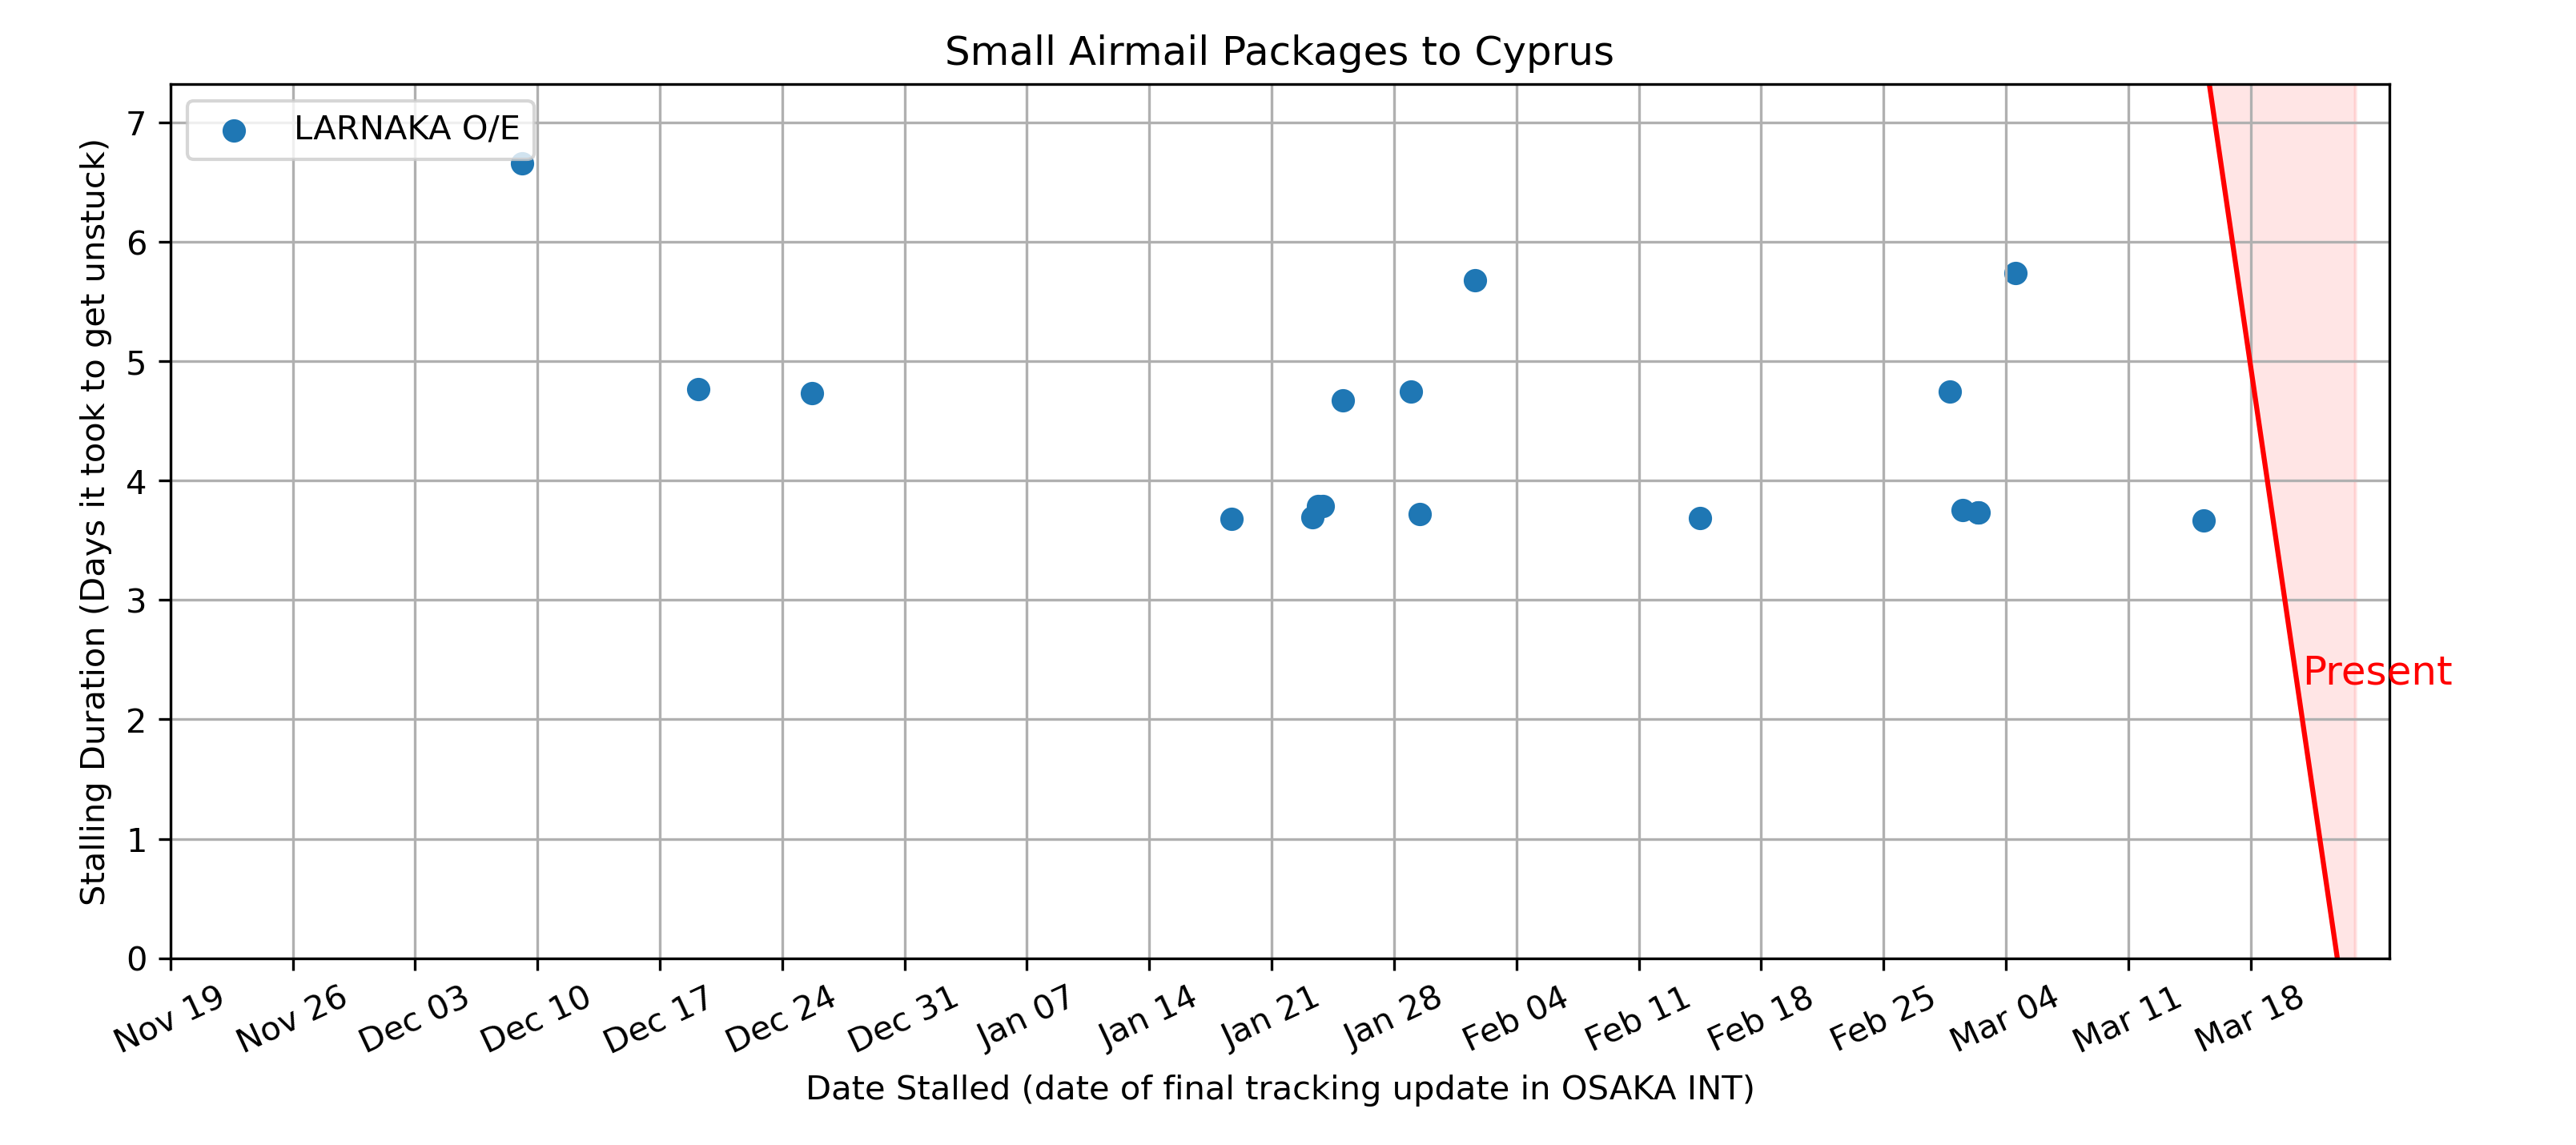 Small Airmail Packages to Cyprus
LARNAKA O/E
Stalling Duration (Days it took to get unstuck)
7
6
5
4
3
2
1
0
Present
Nov 19
Nov 26
Dec 03
Dec 10
Dec 17
Dec 24
Dec 31
Jan 07
Jan 14
Jan 21
Jan 28
Feb 04
Feb 11
Feb 18
Feb 25
Mar 04
Mar 11
Mar 18
Date Stalled (date of final tracking update in OSAKA INT)